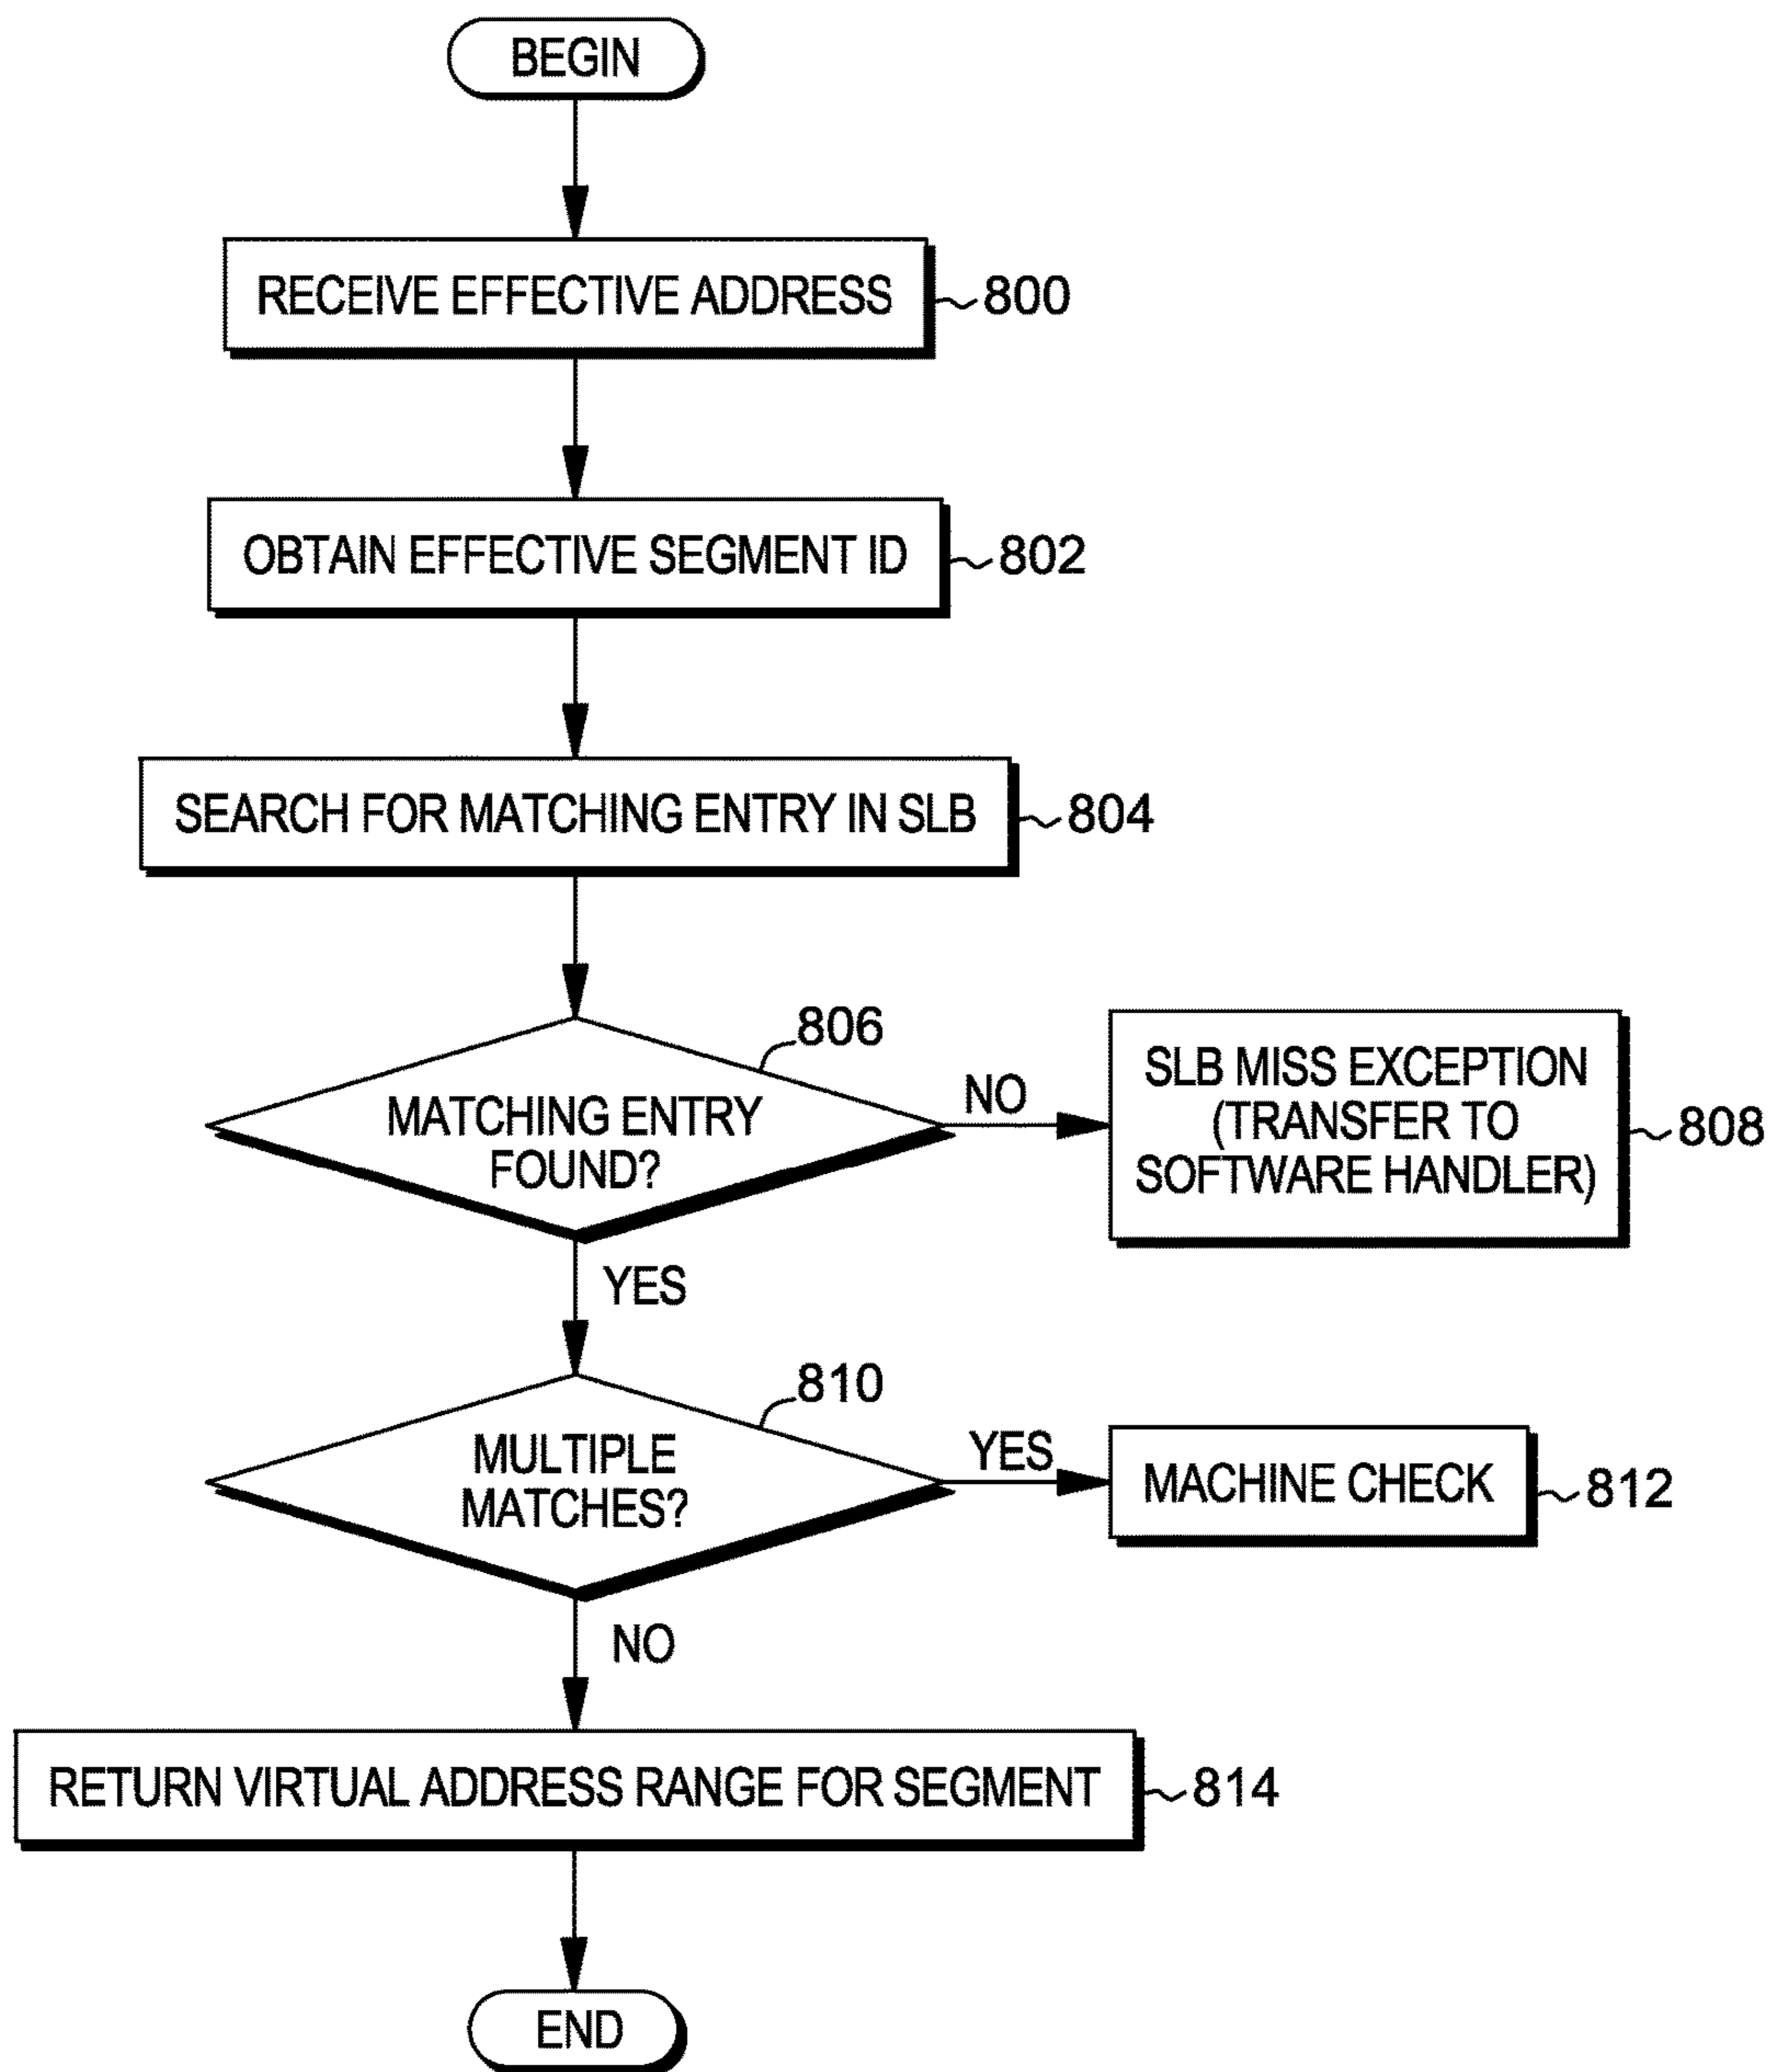 BEGIN
RECEIVE EFFECTIVE ADDRESS
800
OBTAIN EFFECTIVE SEGMENT ID
802
SEARCH FOR MATCHING ENTRY IN SLB
804
806
MATCHING ENTRY
FOUND?
NO
SLB MISS EXCEPTION
(TRANSFER TO
SOFTWARE HANDLER)
808
YES
810
MULTIPLE
MATCHES?
YES
MACHINE CHECK
812
NO
RETURN VIRTUAL ADDRESS RANGE FOR SEGMENT
814
END